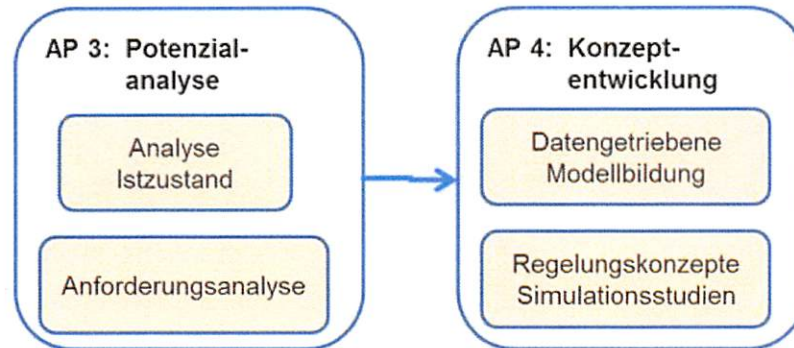 AP 3: Potenzial-
analyse
Analyse
Istzustand
Anforderungsanalyse
AP 4: Konzept-
entwicklung
Datengetriebene
Modellbildung
Regelungskonzepte
Simulationsstudien